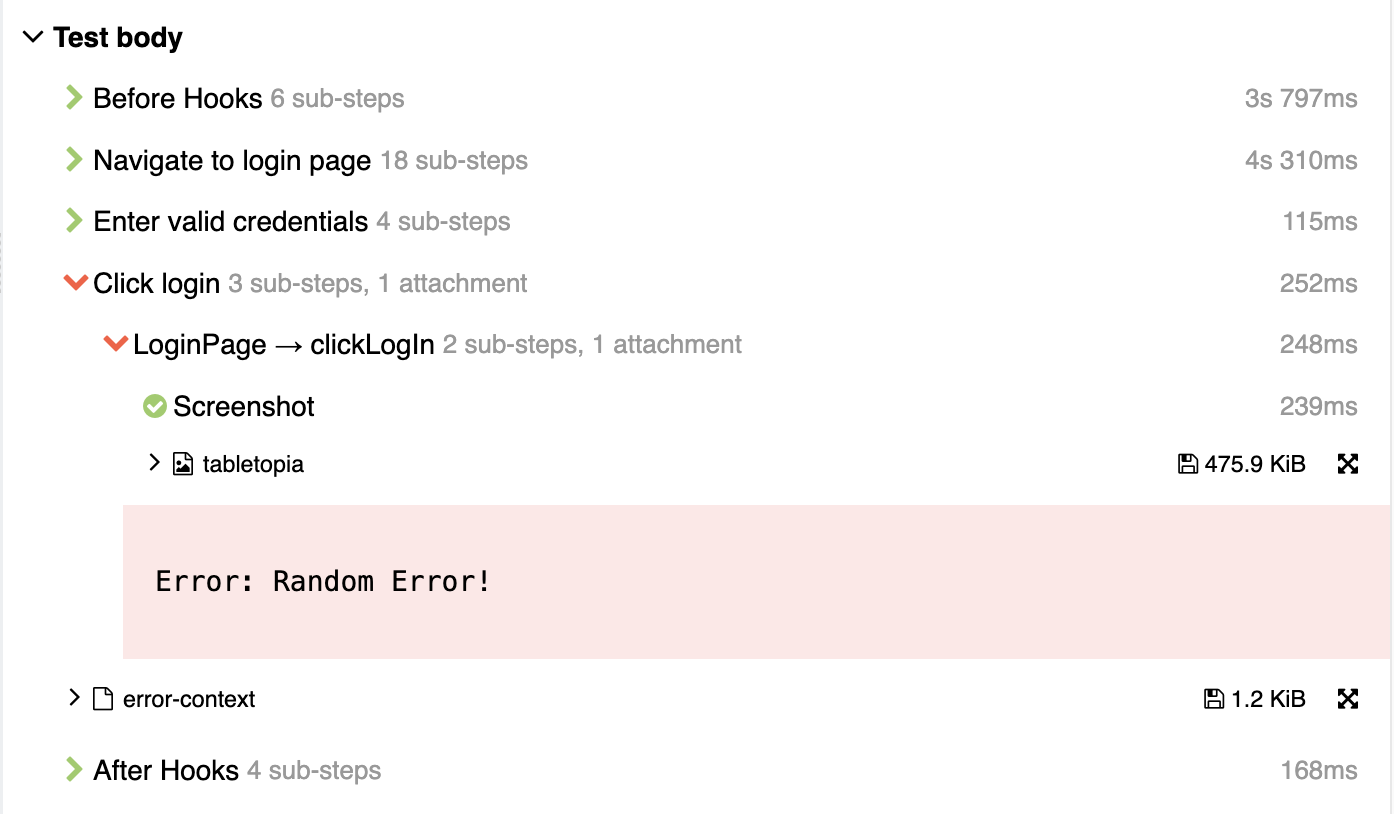 Test body
Before Hooks 6 sub-steps 3s 797ms
Navigate to login page 18 sub-steps 4s 310ms
Enter valid credentials 4 sub-steps 115ms
Click login 3 sub-steps, 1 attachment 252ms
LoginPage → clickLogIn 2 sub-steps, 1 attachment 248ms
Screenshot 239ms
tabletopia 475.9 KiB
Error: Random Error!
error-context 1.2 KiB
After Hooks 4 sub-steps 168ms